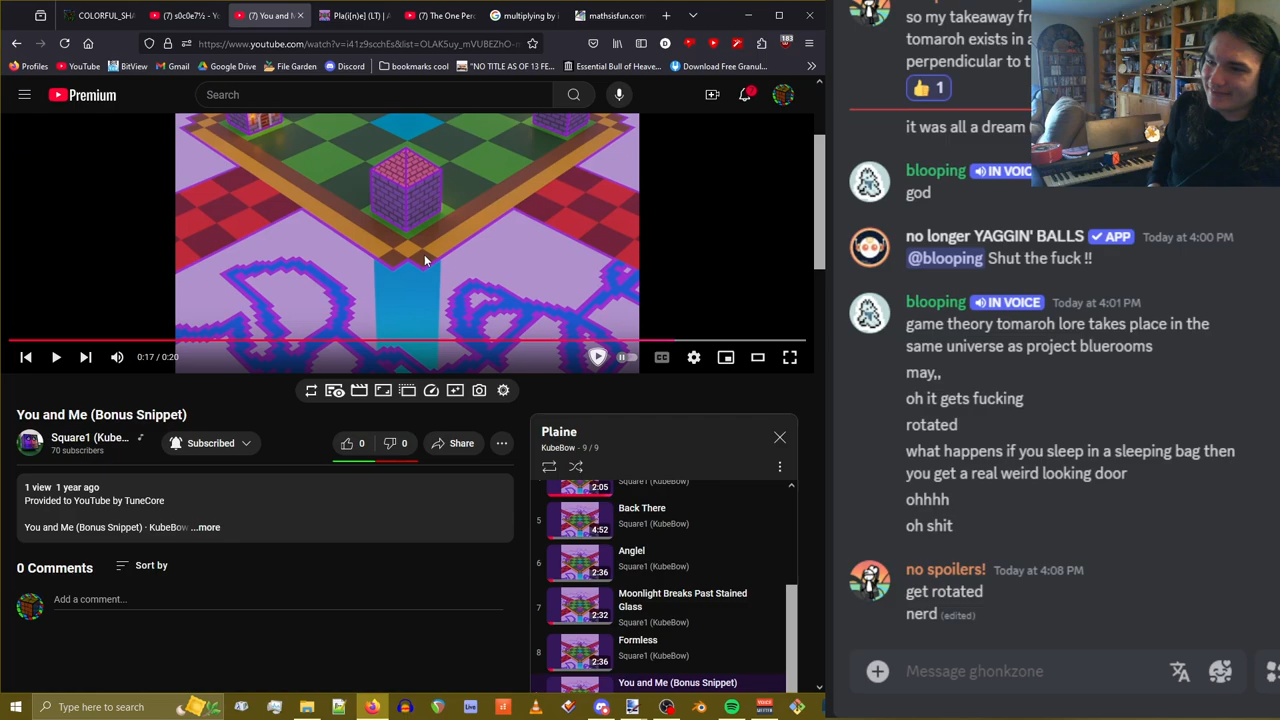 COLORFUL_SHA
(7) s0c0e7½ - Yo
(7) You and M
Pla(i[n]e) (LT) | A
(7) The One Per
multiplying by i
mathsisfun.com
https://www.youtube.com/watch?v=i41z9scchEs&list=OLAK5uy_mVUBEZhO-n
183
Profiles
YouTube
BitView
Gmail
Google Drive
File Garden
Discord
bookmarks cool
"NO TITLE AS OF 13 FE...
Essential Bull of Heave...
Download Free Granul...
Premium
Search
0:17 / 0:20
You and Me (Bonus Snippet)
Square1 (Kube...
70 subscribers
Subscribed
0
0
Share
1 view 1 year ago
Provided to YouTube by TuneCore
You and Me (Bonus Snippet) · KubeBow ...more
0 Comments
Sort by
Add a comment...
Plaine
KubeBow - 9 / 9
2:05
Square1 (KubeBow)
5
4:52
Back There
Square1 (KubeBow)
6
2:36
Anglel
Square1 (KubeBow)
7
2:32
Moonlight Breaks Past Stained
Glass
Square1 (KubeBow)
8
2:36
Formless
Square1 (KubeBow)
You and Me (Bonus Snippet)
Type here to search
so my takeaway fro
tomaroh exists in a
perpendicular to t
👍 1
it was all a dream
blooping IN VOICE
god
no longer YAGGIN' BALLS ✓ APP Today at 4:00 PM
@blooping Shut the fuck !!
blooping IN VOICE Today at 4:01 PM
game theory tomaroh lore takes place in the
same universe as project bluerooms
may,,
oh it gets fucking
rotated
what happens if you sleep in a sleeping bag then
you get a real weird looking door
ohhhh
oh shit
no spoilers! Today at 4:08 PM
get rotated
nerd (edited)
Message ghonkzone